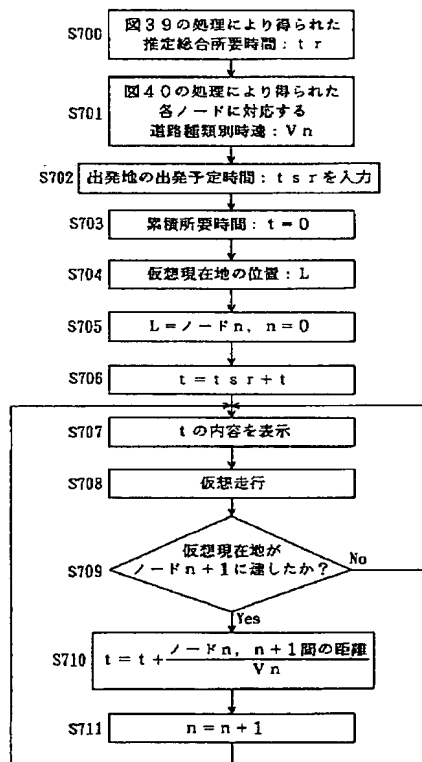 S700
図39の処理により得られた
推定総合所要時間：tr
S701
図40の処理により得られた
各ノードに対応する
道路種類別時速：Vn
S702
出発地の出発予定時間：tsrを入力
S703
累積所要時間：t=0
S704
仮想現在地の位置：L
S705
L=ノードn, n=0
S706
t=tsr+t
S707
tの内容を表示
S708
仮想走行
S709
仮想現在地が
ノードn+1に達したか？
No
Yes
S710
t=t+ノードn, n+1間の距離
Vn
S711
n=n+1